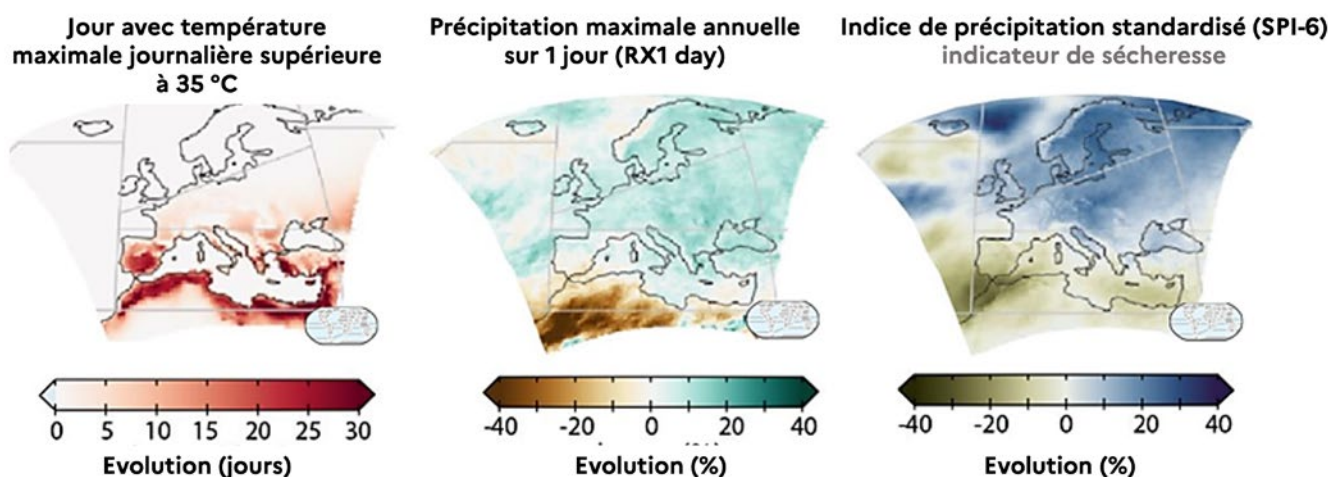 Jour avec température
maximale journalière supérieure
à 35 °C
Précipitation maximale annuelle
sur 1 jour (RX1 day)
Indice de précipitation standardisé (SPI-6)
indicateur de sécheresse
0 5 10 15 20 25 30
Evolution (jours)
-40 -20 0 20 40
Evolution (%)
-40 -20 0 20 40
Evolution (%)